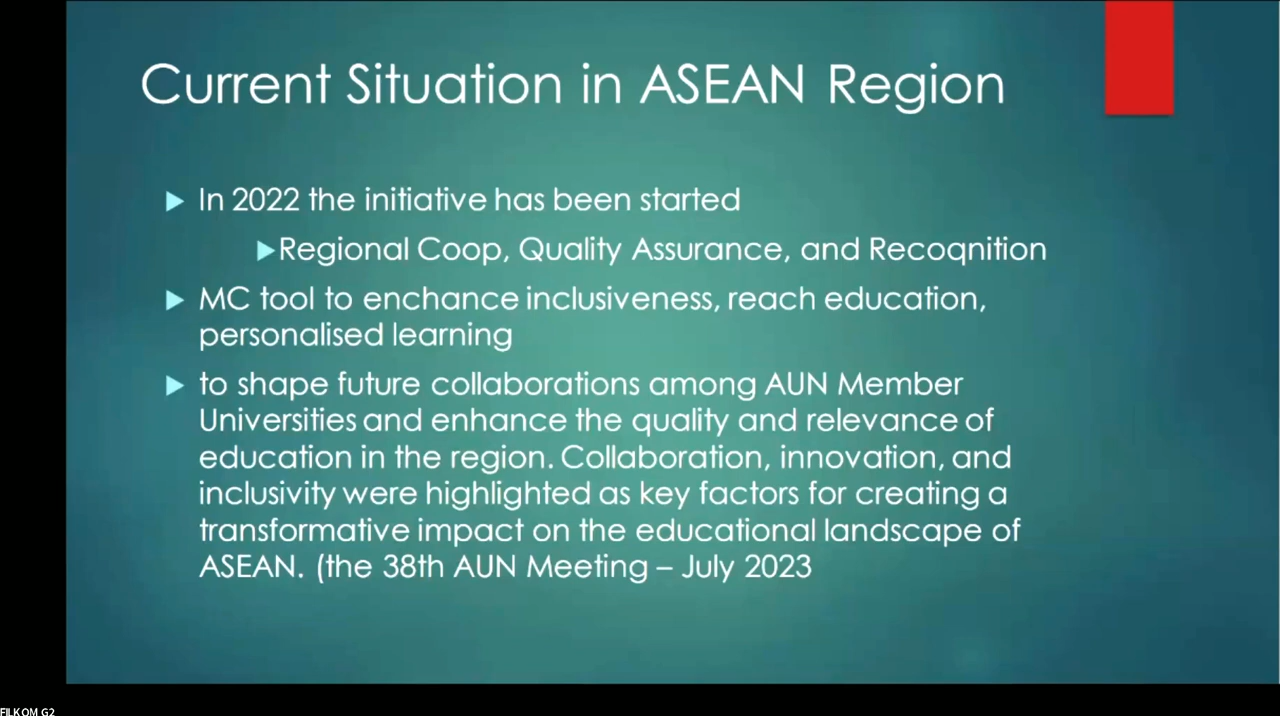 Current Situation in ASEAN Region
In 2022 the initiative has been started
Regional Coop, Quality Assurance, and Recoqnition
MC tool to enchance inclusiveness, reach education,
personalised learning
to shape future collaborations among AUN Member
Universities and enhance the quality and relevance of
education in the region. Collaboration, innovation, and
inclusivity were highlighted as key factors for creating a
transformative impact on the educational landscape of
ASEAN. (the 38th AUN Meeting – July 2023
FILKOM G2